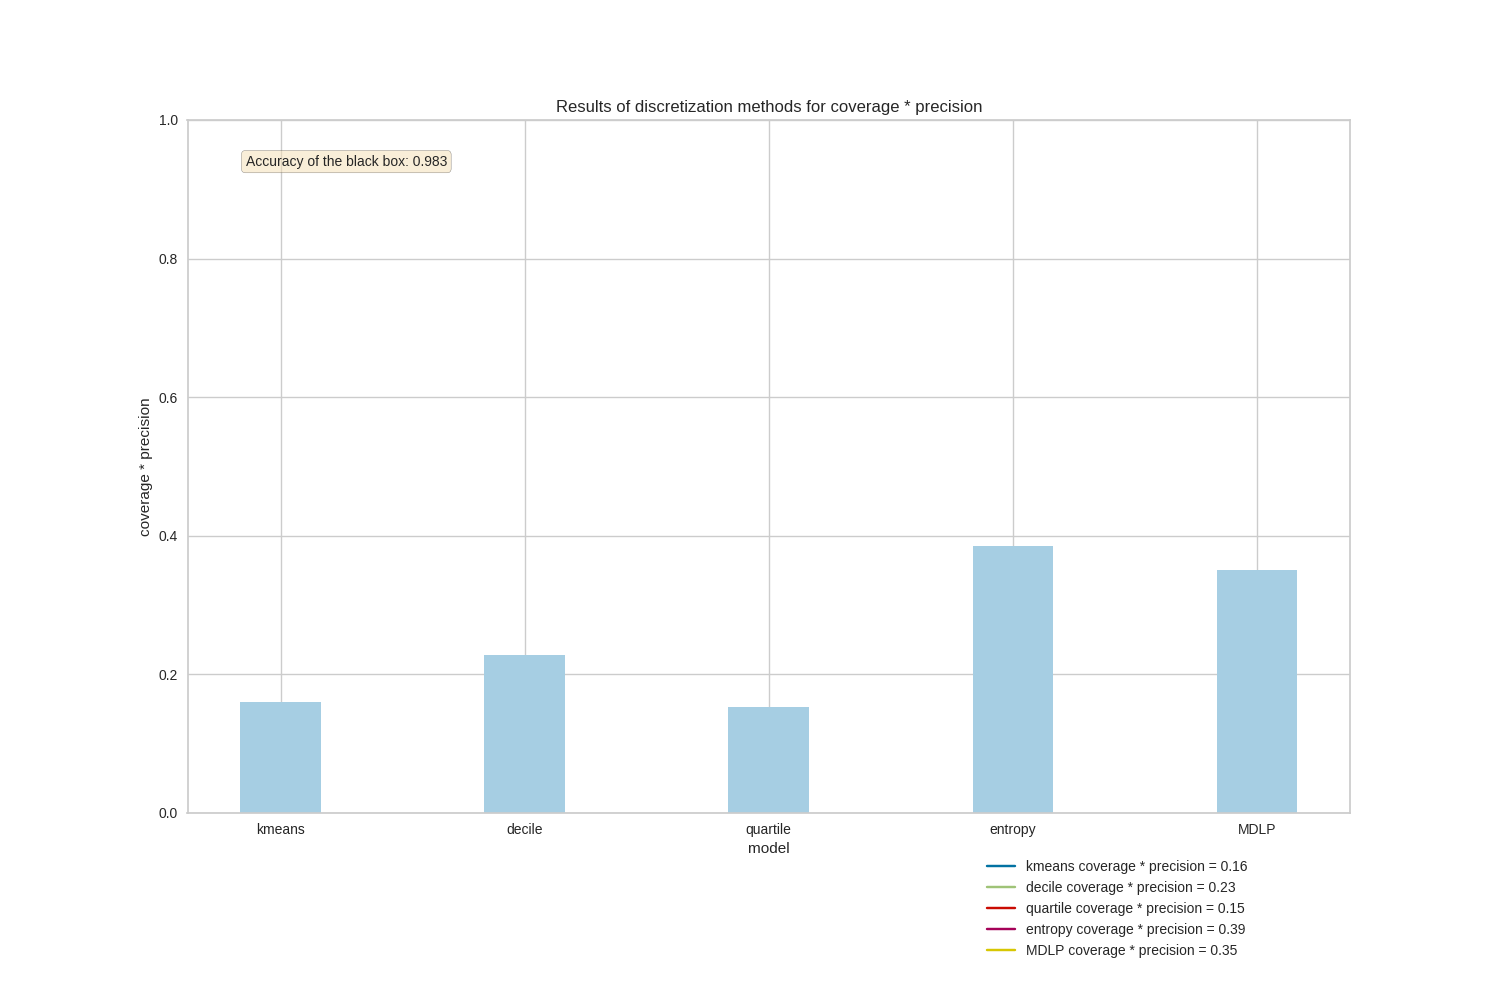 Results of discretization methods for coverage * precision
1.0
Accuracy of the black box: 0.983
0.8
0.6
coverage * precision
0.4
0.2
0.0
kmeans decile quartile entropy MDLP
model
kmeans coverage * precision = 0.16
decile coverage * precision = 0.23
quartile coverage * precision = 0.15
entropy coverage * precision = 0.39
MDLP coverage * precision = 0.35